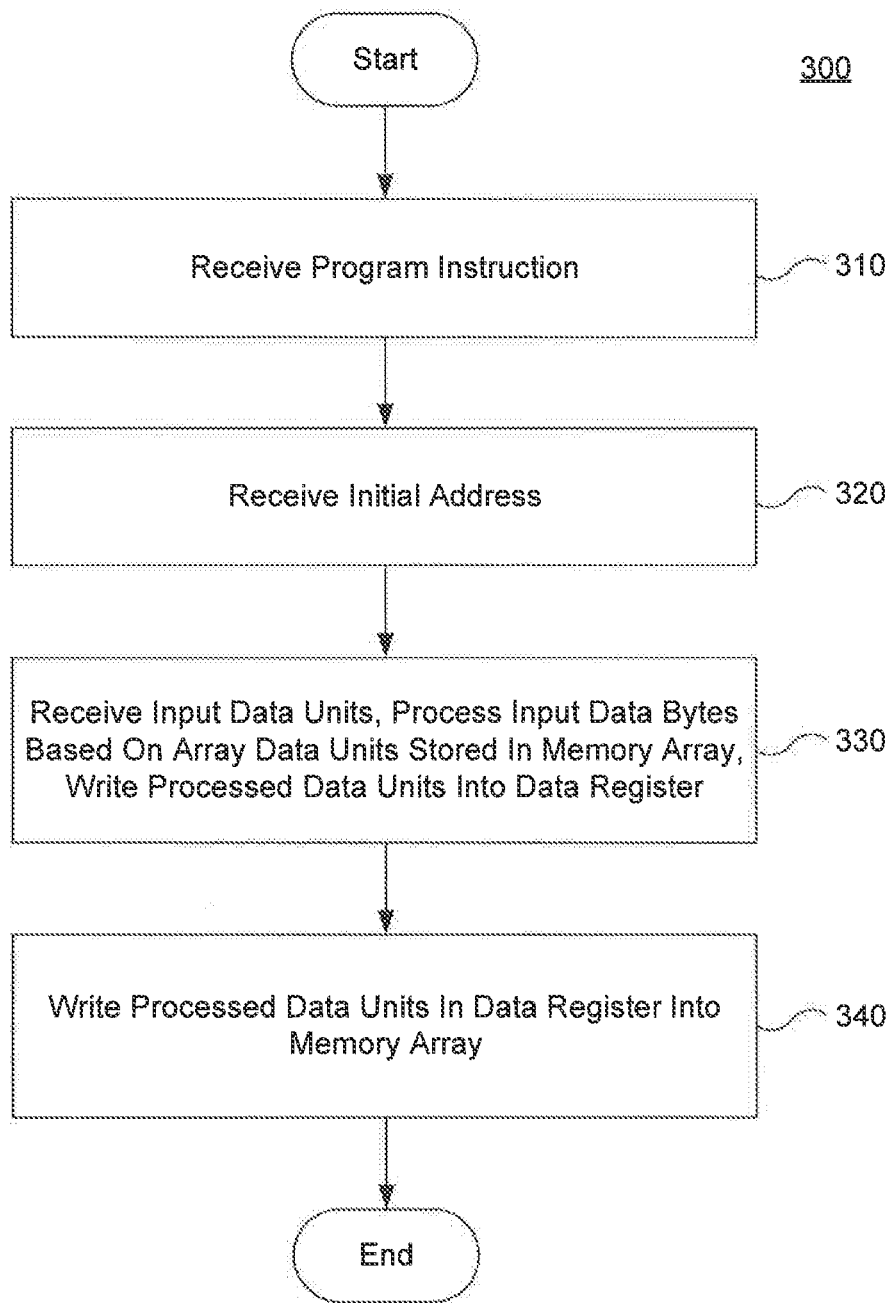 Start
300
Receive Program Instruction
310
Receive Initial Address
320
Receive Input Data Units, Process Input Data Bytes
Based On Array Data Units Stored In Memory Array,
Write Processed Data Units Into Data Register
330
Write Processed Data Units In Data Register Into
Memory Array
340
End